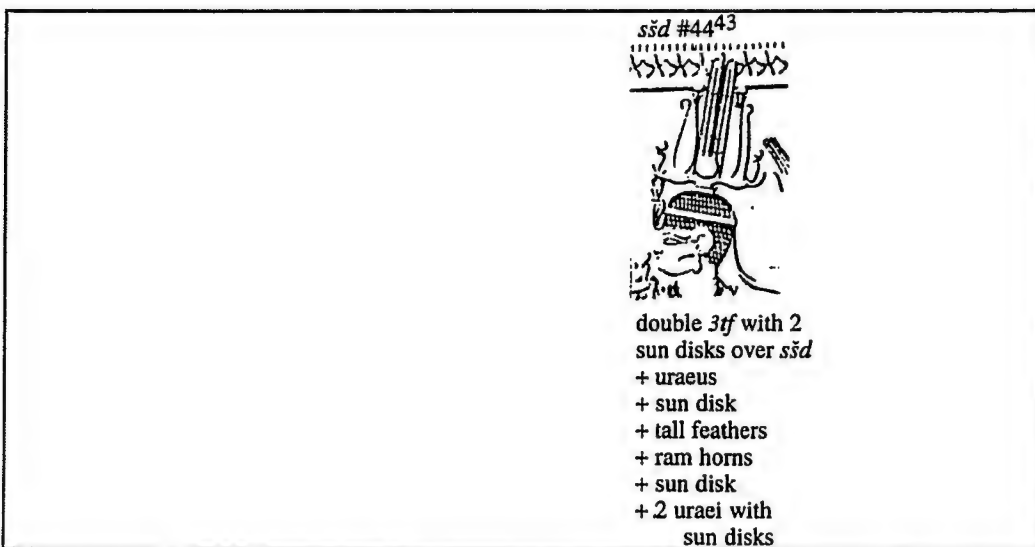 sšd #44⁴³
double 3tf with 2
sun disks over sšd
+ uraeus
+ sun disk
+ tall feathers
+ ram horns
+ sun disk
+ 2 uraei with
sun disks